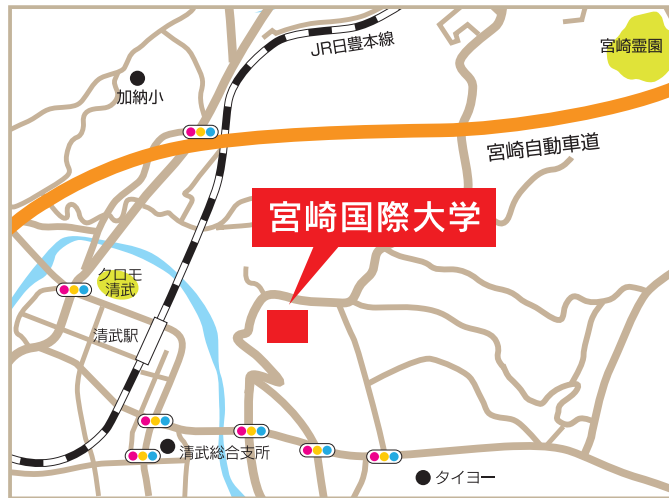 JR日豊本線
宮崎霊園
加納小
宮崎自動車道
宮崎国際大学
クロモ
清武
清武駅
清武総合支所
タイヨー